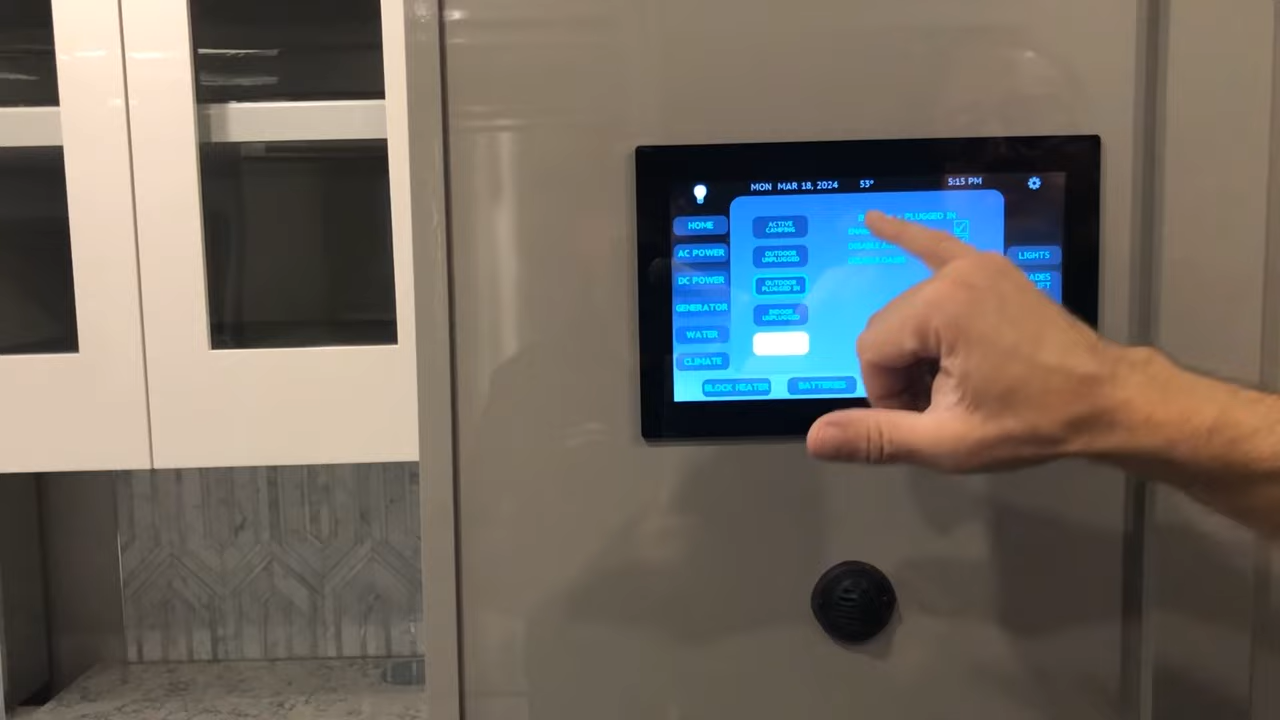 MON MAR 18, 2024 53° 5:15 PM
HOME
AC POWER
DC POWER
GENERATOR
WATER
CLIMATE
ACTIVE
CAMPING
OUTDOOR
UNPLUGGED
OUTDOOR
PLUGGED IN
INDOOR
UNPLUGGED
PLUGGED IN
DISABLE
LIGHTS
BLOCK HEATER
BATTERIES